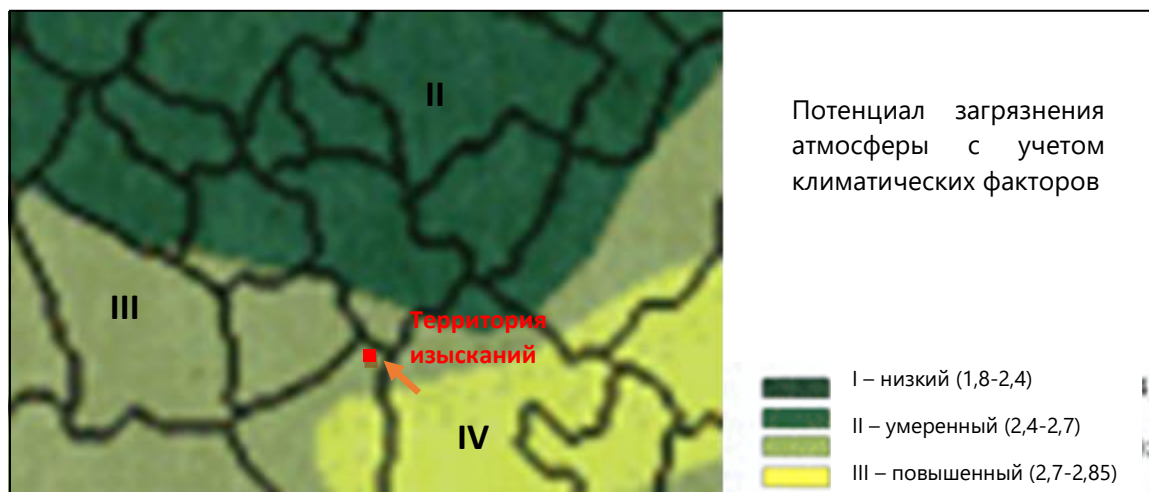 II
III
IV
Территория
изысканий
Потенциал загрязнения
атмосферы с учетом
климатических факторов
I – низкий (1,8-2,4)
II – умеренный (2,4-2,7)
III – повышенный (2,7-2,85)